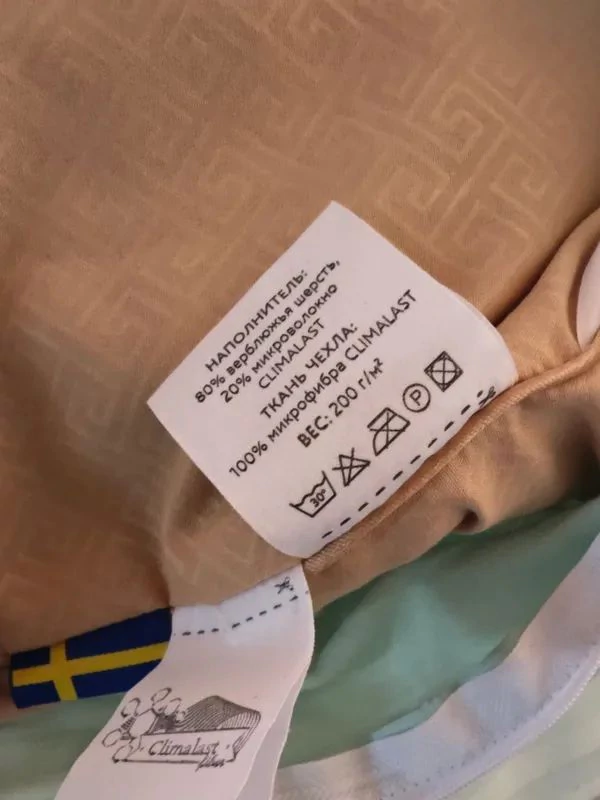 НАПОЛНИТЕЛЬ:
80% верблюжья шерсть,
20% микроволокно
CLIMALAST
ТКАНЬ ЧЕХЛА:
100% микрофибра CLIMALAST
ВЕС: 200 г/м²
30° P
Climalast